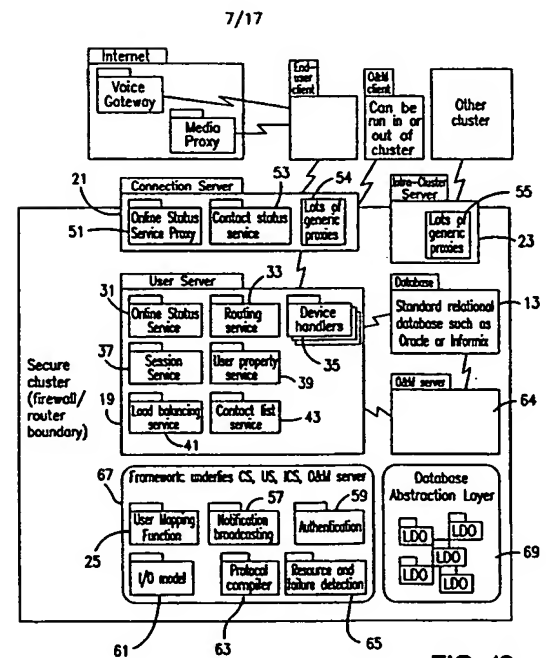 7/17
Internet
Voice
Gateway
Media
Proxy
End-
user
client
O&M
client
Can be
run in or
out of
cluster
Other
cluster
21
53
54
55
Connection Server
Online Status
Service Proxy
51
Contact status
service
Lots of
generic
proxies
Intra-Cluster
Server
Lots of
generic
proxies
23
User Server
31
33
Online Status
Service
Routing
service
Device
handlers
35
Database
Standard relational
database such as
Oracle or Informix
13
37
Session
Service
User property
service
39
Secure
cluster
(firewall/
router
boundary)
19
Load balancing
service
41
Contact list
service
43
O&M server
64
67
Framework: underlies CS, US, ICS, O&M server
57
59
User Mapping
Function
25
Notification
broadcasting
Authentication
I/O model
61
Protocol
compiler
63
Resource and
failure detection
65
Database
Abstraction Layer
LDO
LDO
LDO
LDO
LDO
69